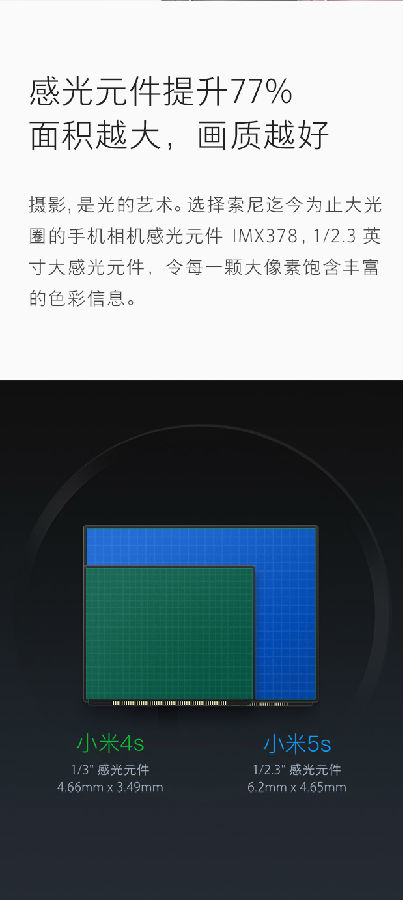 感光元件提升77%
面积越大，画质越好
摄影，是光的艺术。选择索尼迄今为止大光
圈的手机相机感光元件 IMX378，1/2.3 英
寸大感光元件，令每一颗大像素饱含丰富
的色彩信息。
小米4s
1/3" 感光元件
4.66mm x 3.49mm
小米5s
1/2.3" 感光元件
6.2mm x 4.65mm